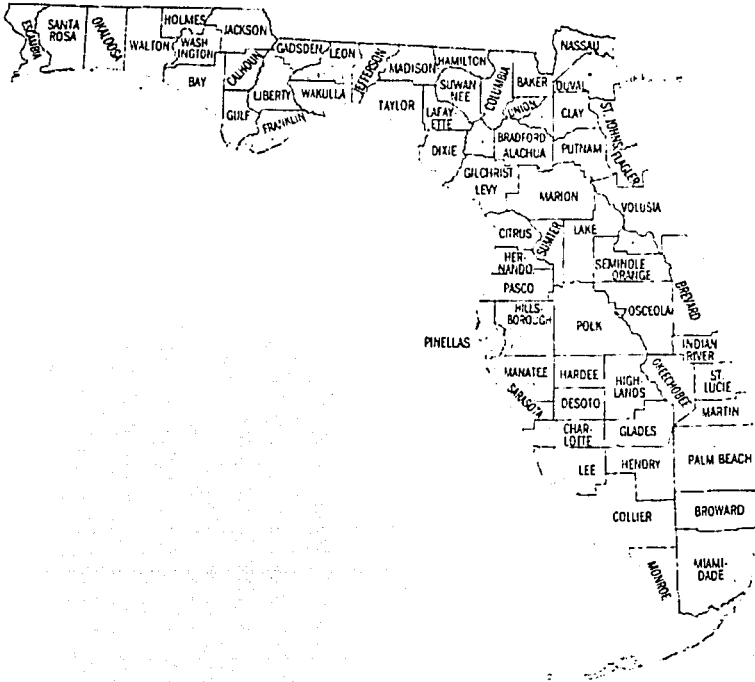 HOLMES
JACKSON
SANTA
ROSA
ESCAMBIA
OKALOOSA
WALTON
WASH
INGTON
BAY
CALHOUN
GADSDEN
LEON
JEFFERSON
LIBERTY
WAKULLA
GULF
FRANKLIN
MADISON
HAMILTON
TAYLOR
SUWAN
NEE
COLUMBIA
BAKER
NASSAU
DUVAL
UNION
LAFAY-
ETTE
CLAY
ST. JOHNS
BRADFORD
DIXIE
ALACHUA
PUTNAM
FLAGLER
GILCHRIST
LEVY
MARION
VOLUSIA
CITRUS
SUMTER
LAKE
HER-
NANDO
SEMINOLE
ORANGE
PASCO
BREVARD
HILLS-
BOROUGH
OSCEOLA
PINELLAS
POLK
INDIAN
RIVER
MANATEE
HARDEE
HIGH-
LANDS
OKEECHOBEE
ST.
LUCIE
SARASOTA
DESOTO
MARTIN
CHAR-
LOTTE
GLADES
LEE
HENDRY
PALM BEACH
COLLIER
BROWARD
MONROE
MIAMI-
DADE